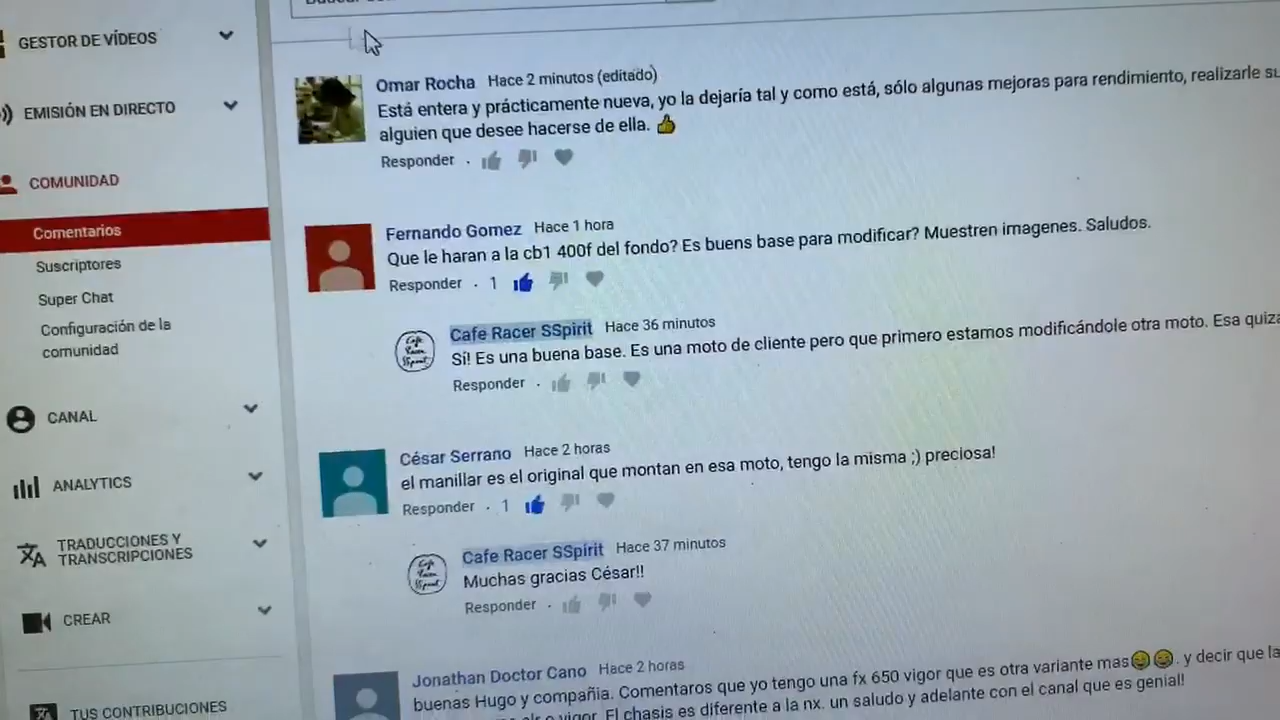 GESTOR DE VÍDEOS
EMISIÓN EN DIRECTO
COMUNIDAD
Comentarios
Suscriptores
Super Chat
Configuración de la
comunidad
CANAL
ANALYTICS
TRADUCCIONES Y
TRANSCRIPCIONES
CREAR
TUS CONTRIBUCIONES
Omar Rocha Hace 2 minutos (editado)
Está entera y prácticamente nueva, yo la dejaría tal y como está, sólo algunas mejoras para rendimiento, realizarle su
alguien que desee hacerse de ella. 👍
Responder ·
Fernando Gomez Hace 1 hora
Que le haran a la cb1 400f del fondo? Es buens base para modificar? Muestren imagenes. Saludos.
Responder · 1
Cafe Racer SSpirit Hace 36 minutos
Sí! Es una buena base. Es una moto de cliente pero que primero estamos modificándole otra moto. Esa quiza
Responder ·
César Serrano Hace 2 horas
el manillar es el original que montan en esa moto, tengo la misma ;) preciosa!
Responder · 1
Cafe Racer SSpirit Hace 37 minutos
Muchas gracias César!!
Responder ·
Jonathan Doctor Cano Hace 2 horas
buenas Hugo y compañia. Comentaros que yo tengo una fx 650 vigor que es otra variante mas😅😅. y decir que la
o vigor. El chasis es diferente a la nx. un saludo y adelante con el canal que es genial!